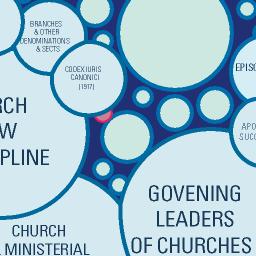 BRANCHES
& OTHER
DENOMINATIONS
& SECTS
CODEX IURIS
CANONICI
(1917)
EPISC
RCH
W
PLINE
APO
SUCC
GOVENING
LEADERS
OF CHURCHES
CHURCH
MINISTERIAL